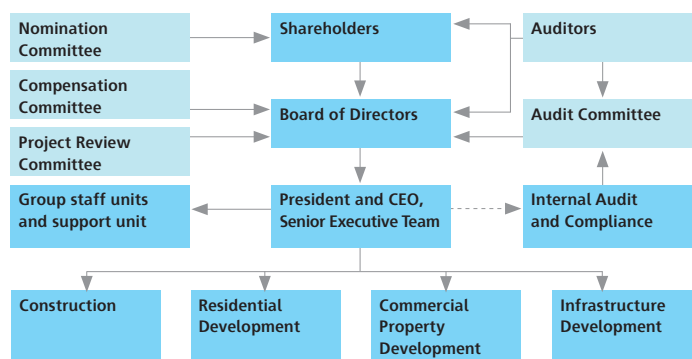 Nomination
Committee
Shareholders
Auditors
Compensation
Committee
Board of Directors
Audit Committee
Project Review
Committee
Group staff units
and support unit
President and CEO,
Senior Executive Team
Internal Audit
and Compliance
Construction
Residential
Development
Commercial
Property
Development
Infrastructure
Development